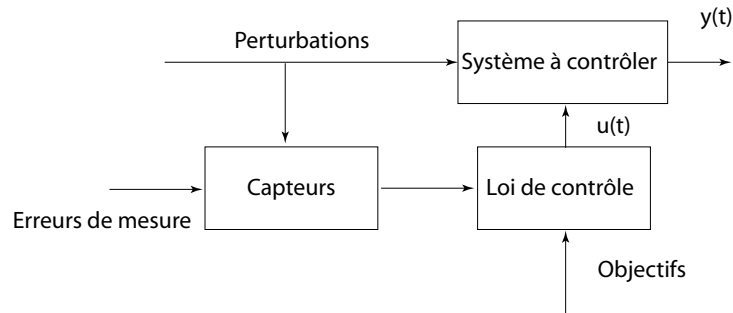 y(t)
Perturbations
Système à contrôler
u(t)
Capteurs
Loi de contrôle
Erreurs de mesure
Objectifs